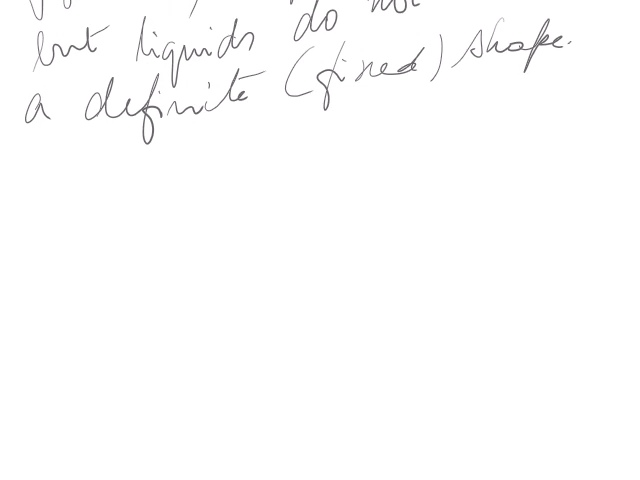 but liquids do not
a definite (fixed) shape.